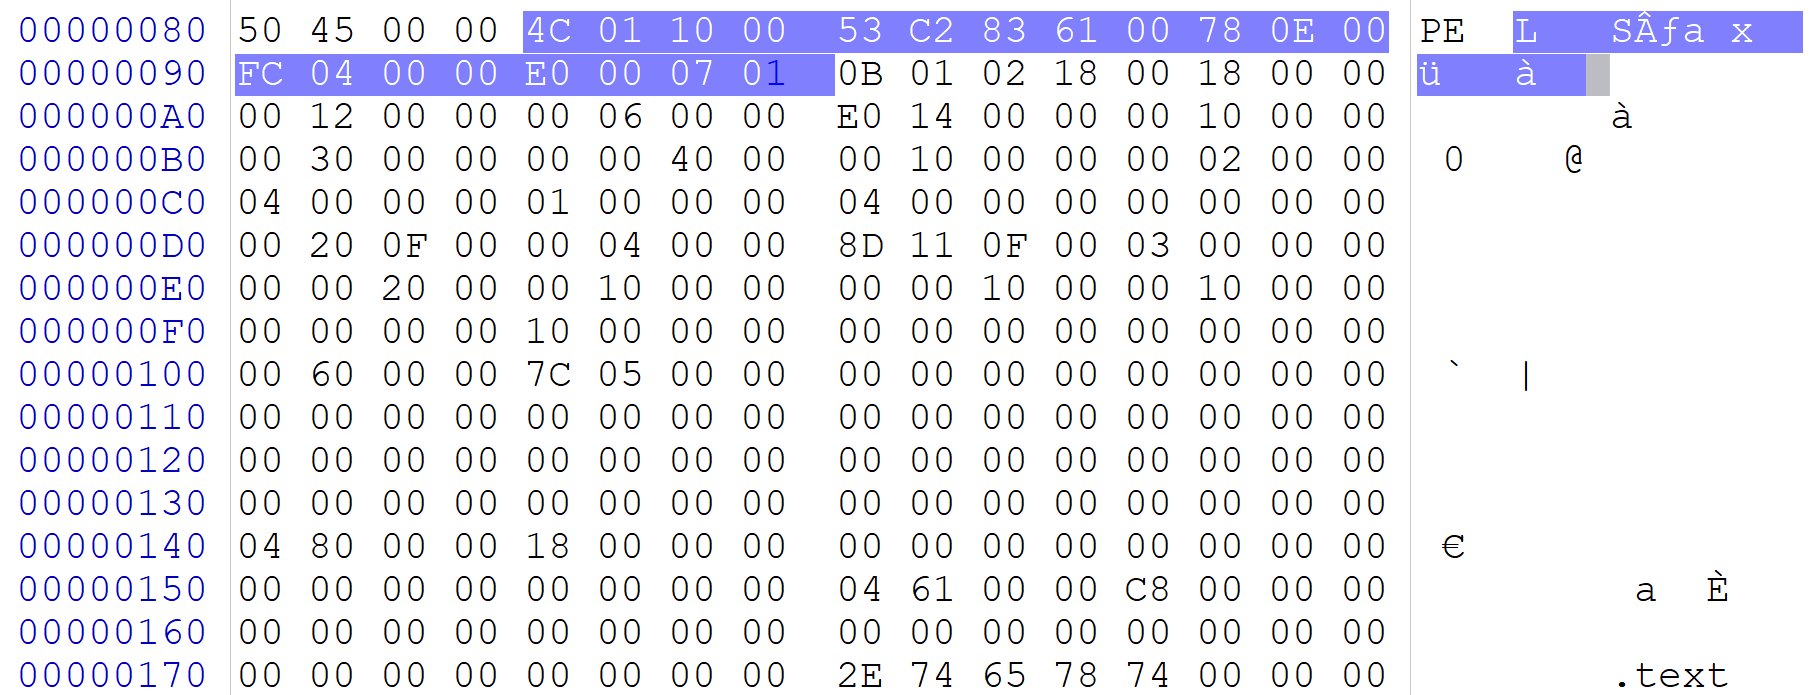 00000080 50 45 00 00 4C 01 10 00 53 C2 83 61 00 78 0E 00 PE L SÂƒa x
00000090 FC 04 00 00 E0 00 07 01 0B 01 02 18 00 18 00 00 ü à
000000A0 00 12 00 00 00 06 00 00 E0 14 00 00 00 10 00 00 à
000000B0 00 30 00 00 00 00 40 00 00 10 00 00 00 02 00 00 0 @
000000C0 04 00 00 00 01 00 00 00 04 00 00 00 00 00 00 00
000000D0 00 20 0F 00 00 04 00 00 8D 11 0F 00 03 00 00 00
000000E0 00 00 20 00 00 10 00 00 00 00 10 00 00 10 00 00
000000F0 00 00 00 00 10 00 00 00 00 00 00 00 00 00 00 00
00000100 00 60 00 00 7C 05 00 00 00 00 00 00 00 00 00 00 ` |
00000110 00 00 00 00 00 00 00 00 00 00 00 00 00 00 00 00
00000120 00 00 00 00 00 00 00 00 00 00 00 00 00 00 00 00
00000130 00 00 00 00 00 00 00 00 00 00 00 00 00 00 00 00
00000140 04 80 00 00 18 00 00 00 00 00 00 00 00 00 00 00 €
00000150 00 00 00 00 00 00 00 00 04 61 00 00 C8 00 00 00 a È
00000160 00 00 00 00 00 00 00 00 00 00 00 00 00 00 00 00
00000170 00 00 00 00 00 00 00 00 2E 74 65 78 74 00 00 00 .text